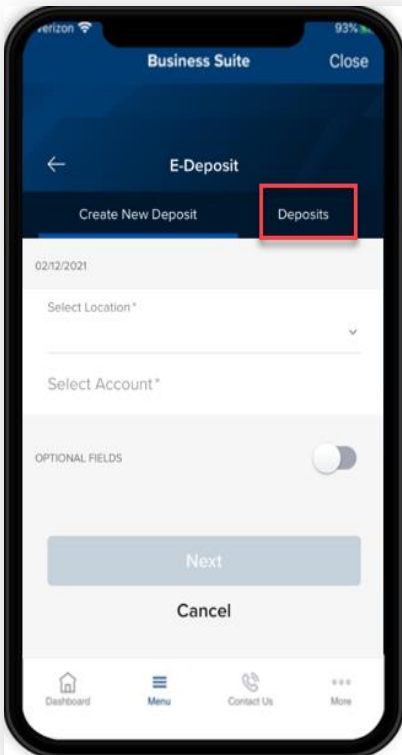 verizon 93%
Business Suite Close
E-Deposit
Create New Deposit Deposits
02/12/2021
Select Location*
Select Account*
OPTIONAL FIELDS
Next
Cancel
Dashboard Menu Contact Us More